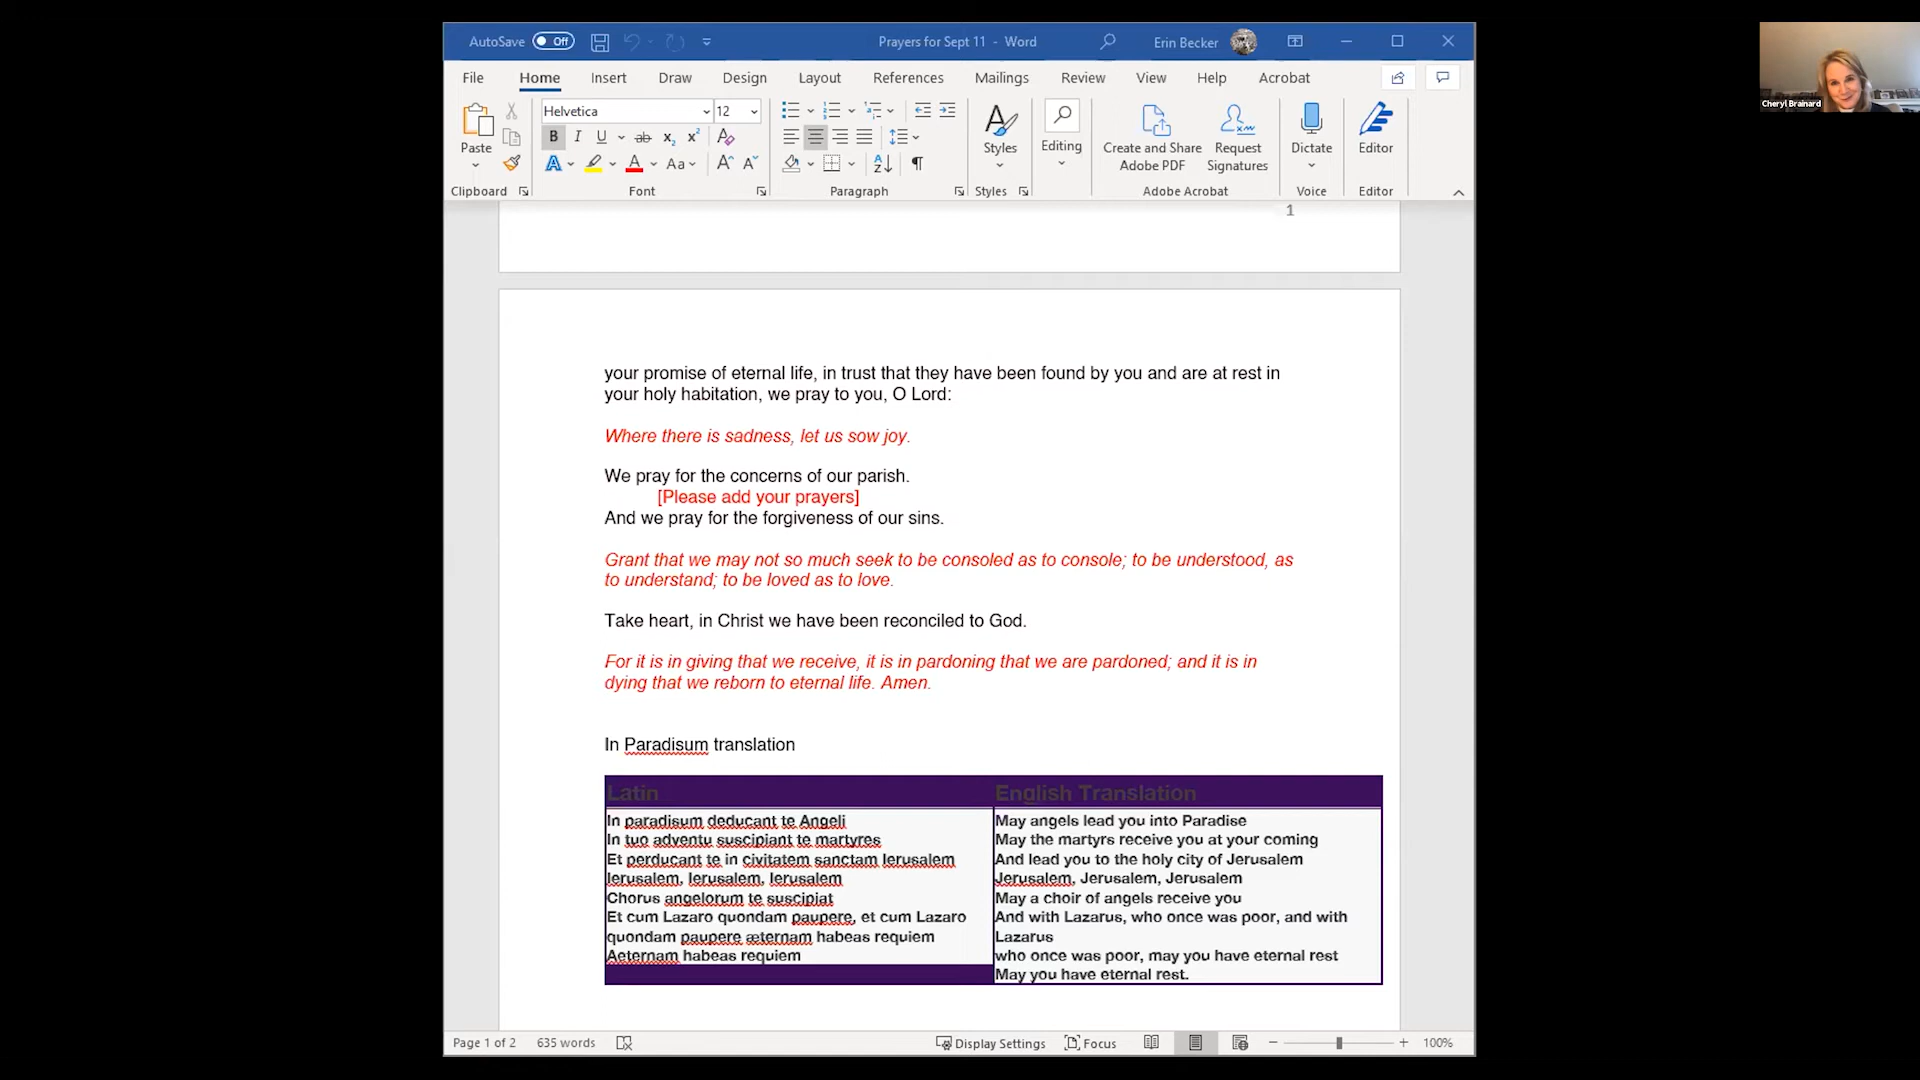 AutoSave Off Prayers for Sept 11 - Word Erin Becker
File Home Insert Draw Design Layout References Mailings Review View Help Acrobat
Helvetica 12
Paste
Styles
Editing
Create and Share Adobe PDF
Request Signatures
Dictate
Editor
Clipboard Font Paragraph Styles Adobe Acrobat Voice Editor
Cheryl Brainard
1
your promise of eternal life, in trust that they have been found by you and are at rest in
your holy habitation, we pray to you, O Lord:
Where there is sadness, let us sow joy.
We pray for the concerns of our parish.
[Please add your prayers]
And we pray for the forgiveness of our sins.
Grant that we may not so much seek to be consoled as to console; to be understood, as
to understand; to be loved as to love.
Take heart, in Christ we have been reconciled to God.
For it is in giving that we receive, it is in pardoning that we are pardoned; and it is in
dying that we reborn to eternal life. Amen.
In Paradisum translation
Latin
In paradisum deducant te Angeli
In tuo adventu suscipiant te martyres
Et perducant te in civitatem sanctam Ierusalem
Ierusalem, Ierusalem, Ierusalem
Chorus angelorum te suscipiat
Et cum Lazaro quondam paupere, et cum Lazaro
quondam paupere æternam habeas requiem
Aeternam habeas requiem
English Translation
May angels lead you into Paradise
May the martyrs receive you at your coming
And lead you to the holy city of Jerusalem
Jerusalem, Jerusalem, Jerusalem
May a choir of angels receive you
And with Lazarus, who once was poor, and with
Lazarus
who once was poor, may you have eternal rest
May you have eternal rest.
Page 1 of 2 635 words Display Settings Focus 100%